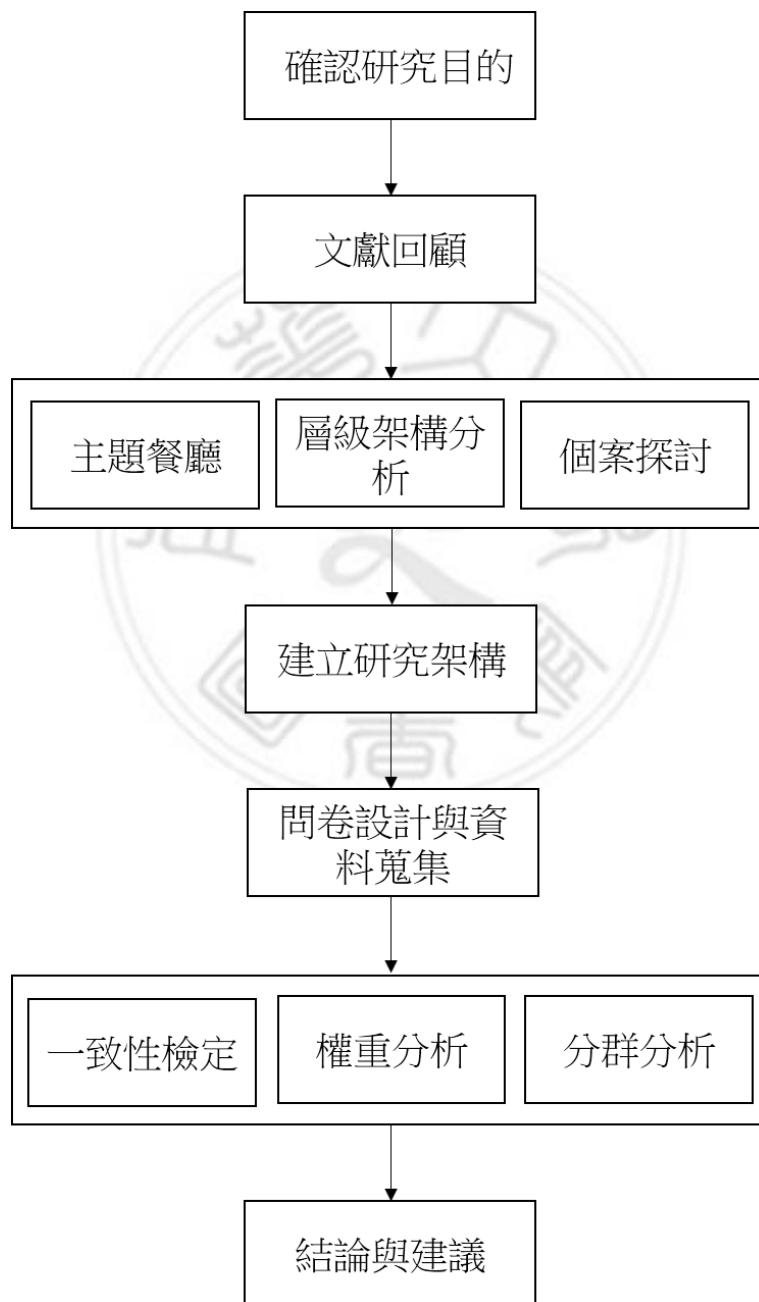 確認研究目的
文獻回顧
主題餐廳
層級架構分
析
個案探討
建立研究架構
問卷設計與資
料蒐集
一致性檢定
權重分析
分群分析
結論與建議